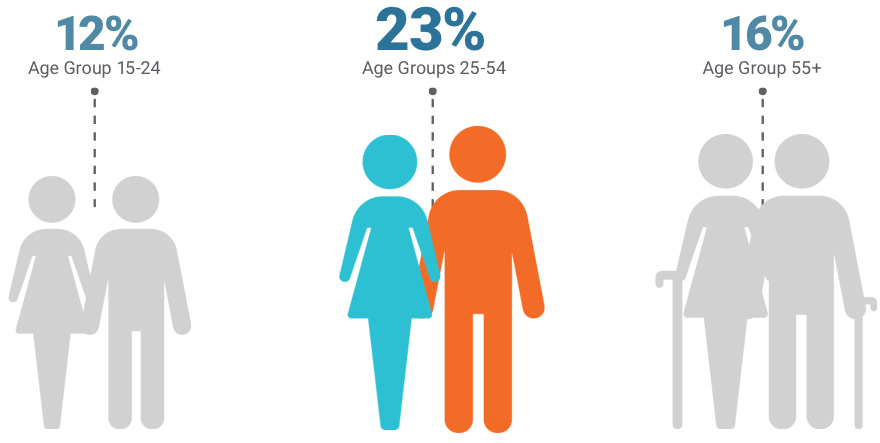 12%
Age Group 15-24
23%
Age Groups 25-54
16%
Age Group 55+